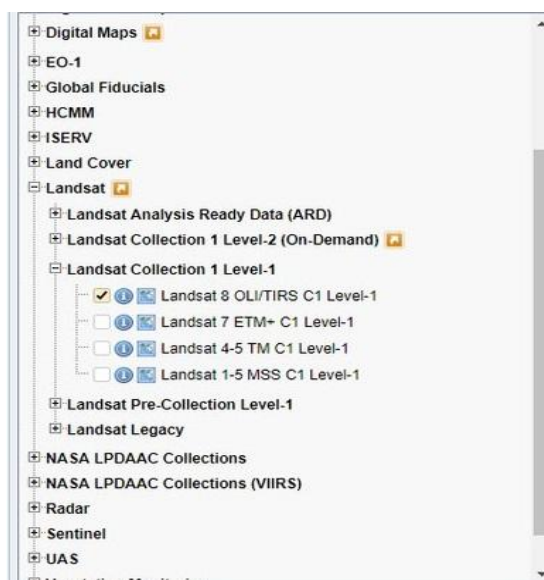 Digital Maps
EO-1
Global Fiducials
HCMM
ISERV
Land Cover
Landsat
Landsat Analysis Ready Data (ARD)
Landsat Collection 1 Level-2 (On-Demand)
Landsat Collection 1 Level-1
Landsat 8 OLI/TIRS C1 Level-1
Landsat 7 ETM+ C1 Level-1
Landsat 4-5 TM C1 Level-1
Landsat 1-5 MSS C1 Level-1
Landsat Pre-Collection Level-1
Landsat Legacy
NASA LPDAAC Collections
NASA LPDAAC Collections (VIIRS)
Radar
Sentinel
UAS